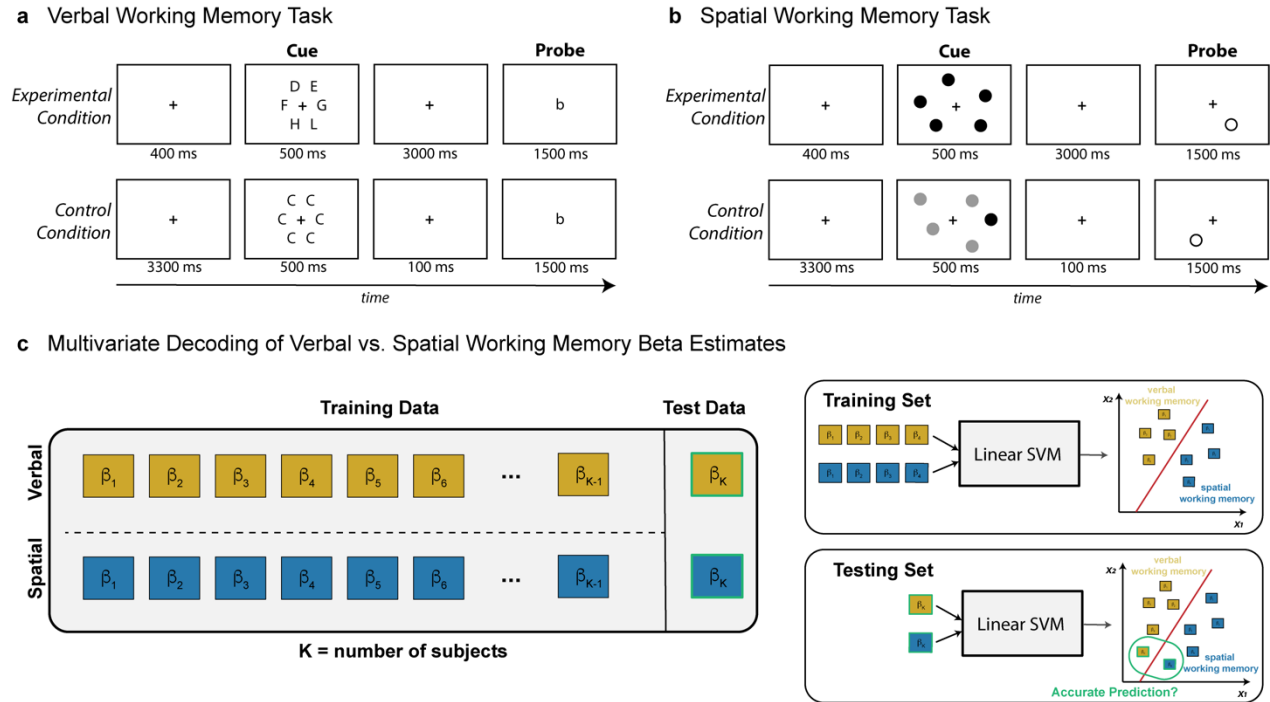 a Verbal Working Memory Task
Cue
Probe
Experimental
Condition
+
D E
F + G
H L
+
b
400 ms
500 ms
3000 ms
1500 ms
Control
Condition
+
C C
C + C
C C
+
b
3300 ms
500 ms
100 ms
1500 ms
time
b Spatial Working Memory Task
Cue
Probe
Experimental
Condition
+
+
+
+
400 ms
500 ms
3000 ms
1500 ms
Control
Condition
+
+
+
+
3300 ms
500 ms
100 ms
1500 ms
time
c Multivariate Decoding of Verbal vs. Spatial Working Memory Beta Estimates
Training Data
Test Data
Verbal
β1 β2 β3 β4 β5 β6 ... βK-1
βK
Spatial
β1 β2 β3 β4 β5 β6 ... βK-1
βK
K = number of subjects
Training Set
β1 β2 β3 β4
β1 β2 β3 β4
Linear SVM
X2
verbal
working memory
spatial
working memory
X1
Testing Set
βK
βK
Linear SVM
X2
verbal
working memory
spatial
working memory
X1
Accurate Prediction?